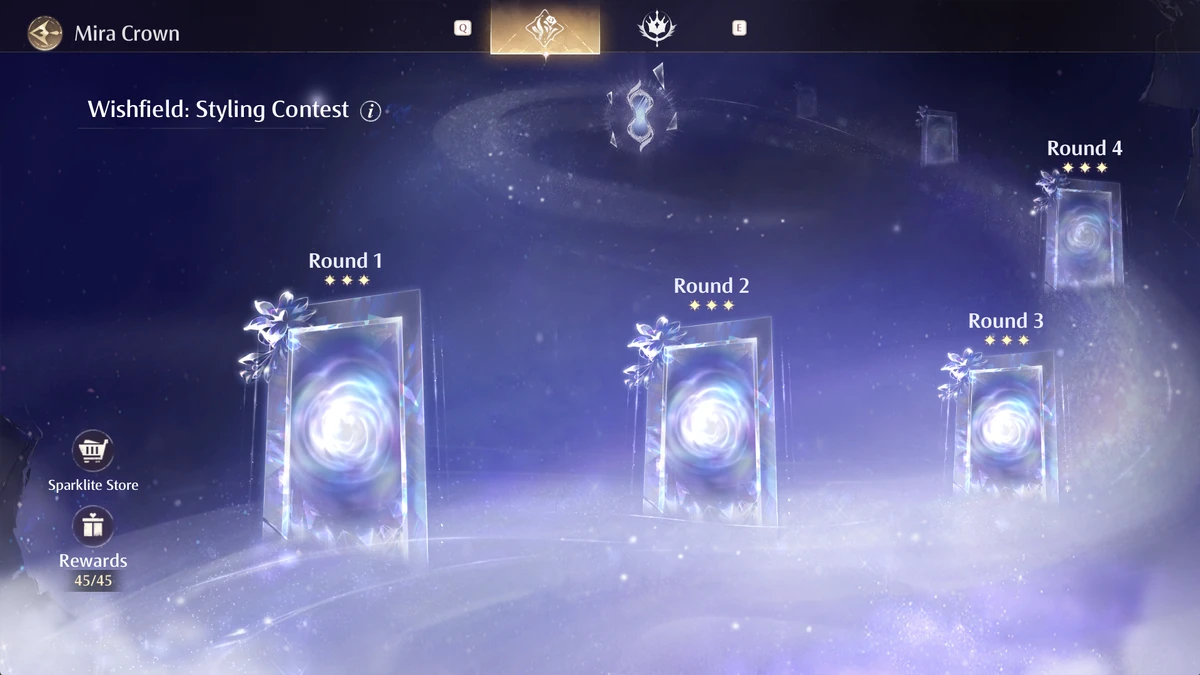 Mira Crown
Q
E
Wishfield: Styling Contest
i
Round 4
Round 1
Round 2
Round 3
Sparklite Store
Rewards
45/45